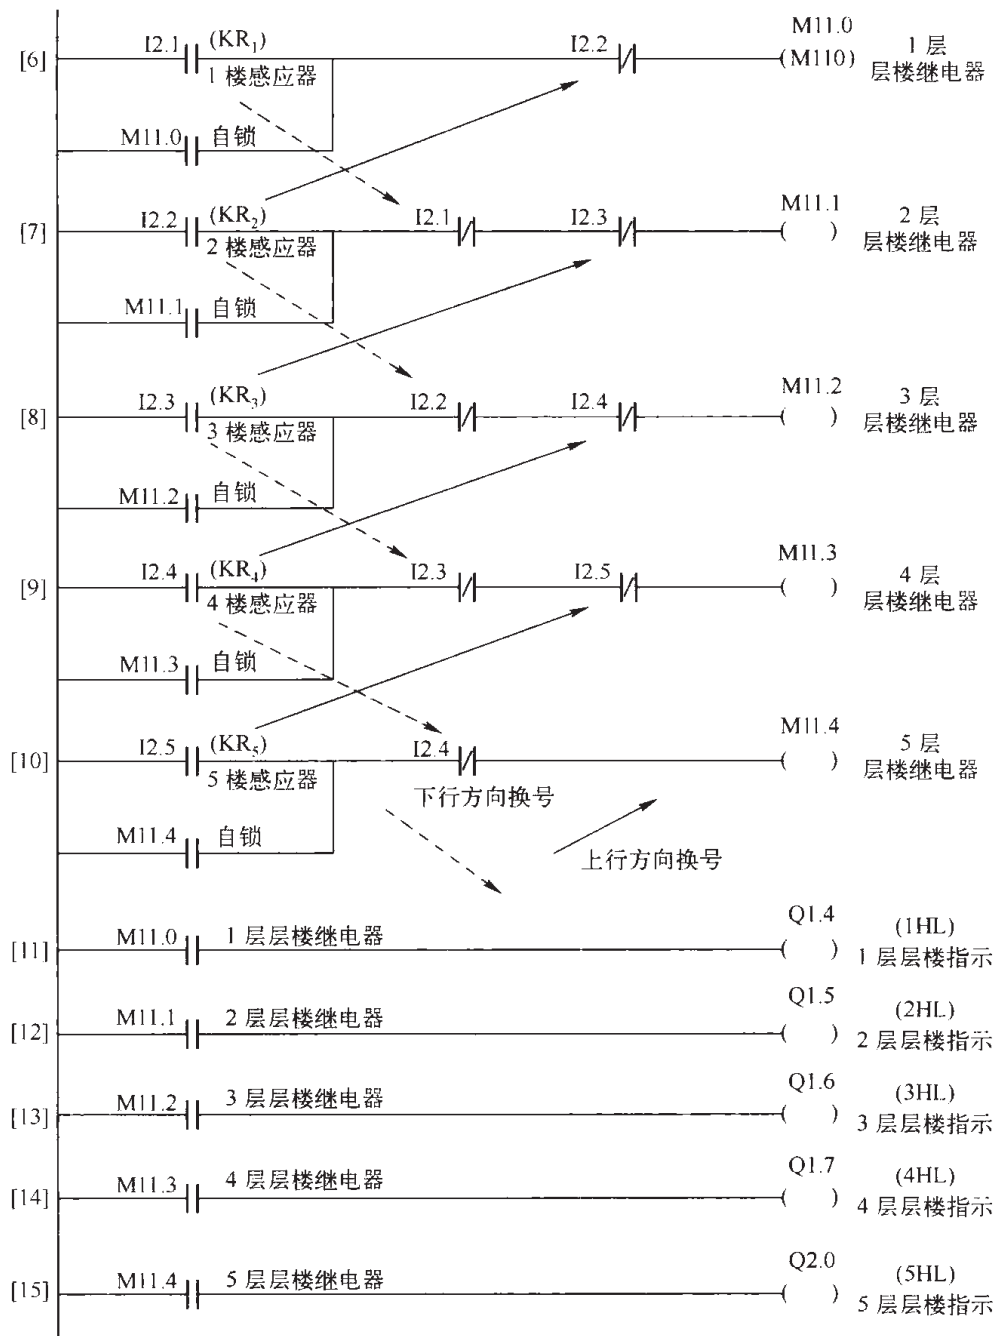 M11.0
I2.1 (KR₁) I2.2 1 层
[6] (M110)
1 楼感应器 层楼继电器
M11.0 自锁
M11.1
I2.2 (KR₂) I2.1 I2.3 2 层
[7] ( )
2 楼感应器 层楼继电器
M11.1 自锁
M11.2
I2.3 (KR₃) I2.2 I2.4 3 层
[8] ( )
3 楼感应器 层楼继电器
M11.2 自锁
M11.3
I2.4 (KR₄) I2.3 I2.5 4 层
[9] ( )
4 楼感应器 层楼继电器
M11.3 自锁
M11.4
I2.5 (KR₅) I2.4 5 层
[10] ( )
5 楼感应器 层楼继电器
下行方向换号
M11.4 自锁
上行方向换号
Q1.4
M11.0 1 层层楼继电器 (1HL)
[11] ( ) 1 层层楼指示
Q1.5
M11.1 2 层层楼继电器 (2HL)
[12] ( ) 2 层层楼指示
Q1.6
M11.2 3 层层楼继电器 (3HL)
[13] ( ) 3 层层楼指示
Q1.7
M11.3 4 层层楼继电器 (4HL)
[14] ( ) 4 层层楼指示
Q2.0
M11.4 5 层层楼继电器 (5HL)
[15] ( ) 5 层层楼指示